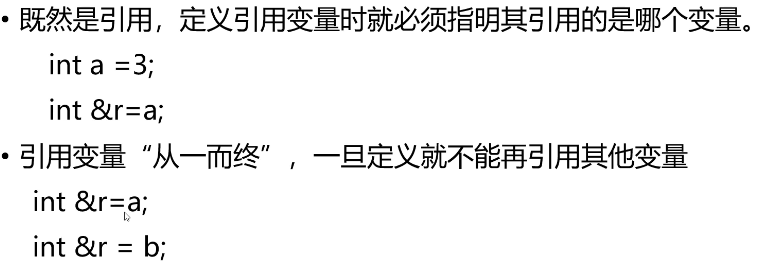 • 既然是引用，定义引用变量时就必须指明其引用的是哪个变量。
int a =3;
int &r=a;
• 引用变量“从一而终”，一旦定义就不能再引用其他变量
int &r=a;
int &r = b;